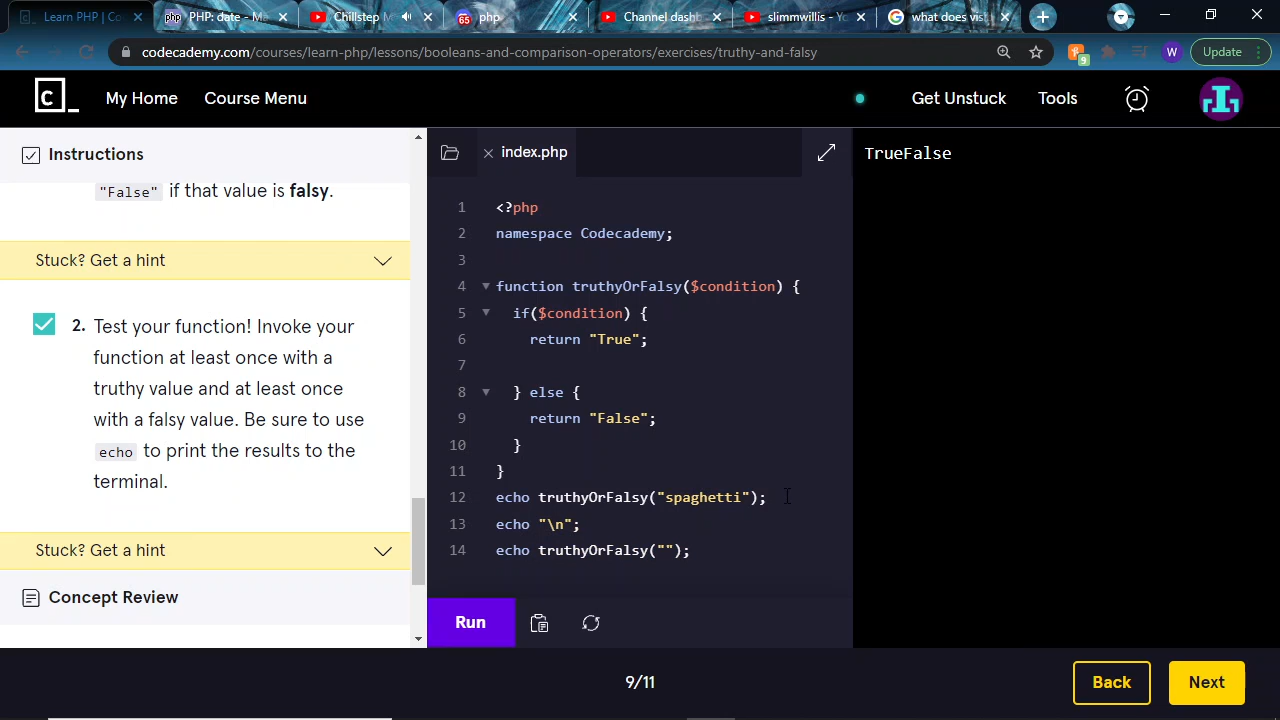 Learn PHP | Co
PHP: date - Ma
Chillstep M
php
Channel dashb
slimmwillis - Yo
what does visi
codecademy.com/courses/learn-php/lessons/booleans-and-comparison-operators/exercises/truthy-and-falsy
9
W
Update
c_
My Home
Course Menu
Get Unstuck
Tools
Instructions
"False" if that value is falsy.
Stuck? Get a hint
2. Test your function! Invoke your
function at least once with a
truthy value and at least once
with a falsy value. Be sure to use
echo to print the results to the
terminal.
Stuck? Get a hint
Concept Review
index.php
1 <?php
2 namespace Codecademy;
3
4 function truthyOrFalsy($condition) {
5 if($condition) {
6 return "True";
7
8 } else {
9 return "False";
10 }
11 }
12 echo truthyOrFalsy("spaghetti");
13 echo "\n";
14 echo truthyOrFalsy("");
Run
TrueFalse
9/11
Back
Next